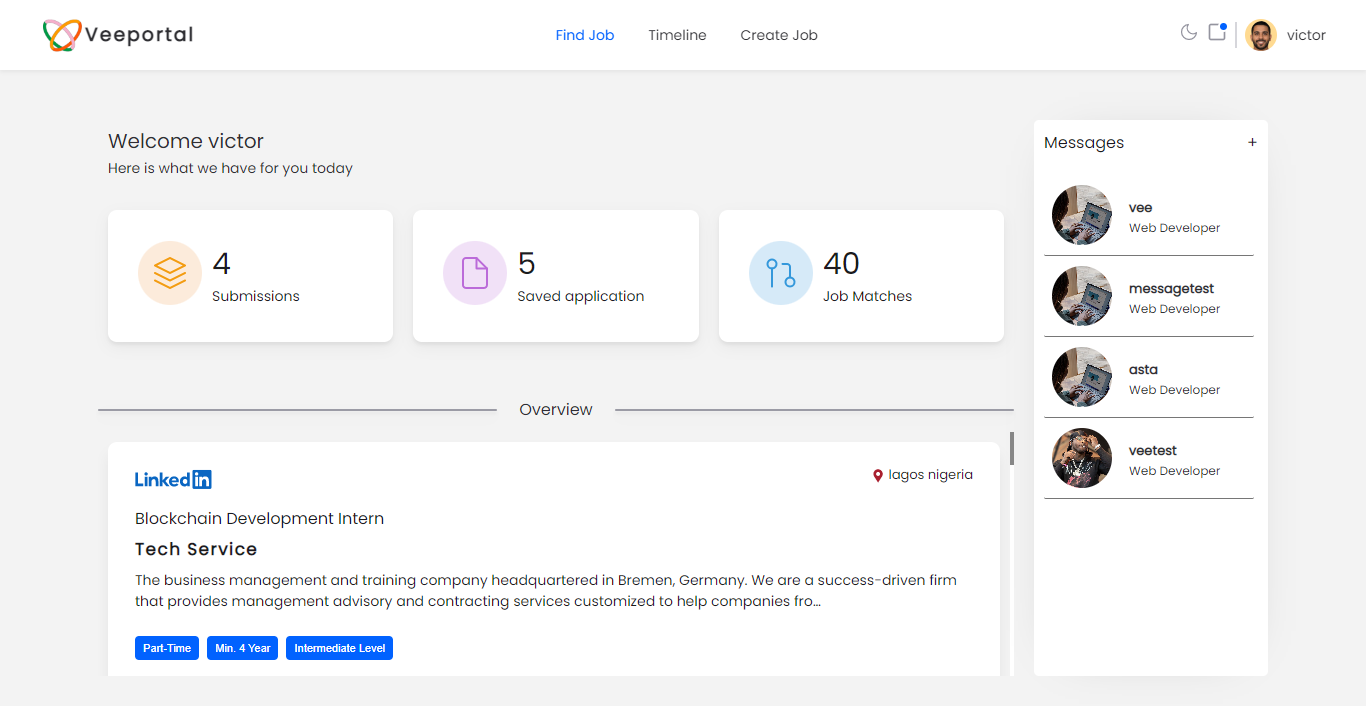 Veeportal
Find Job
Timeline
Create Job
victor
Welcome victor
Here is what we have for you today
4
Submissions
5
Saved application
40
Job Matches
Overview
Linkedin
lagos nigeria
Blockchain Development Intern
Tech Service
The business management and training company headquartered in Bremen, Germany. We are a success-driven firm
that provides management advisory and contracting services customized to help companies fro...
Part-Time
Min. 4 Year
Intermediate Level
Messages
+
vee
Web Developer
messagetest
Web Developer
asta
Web Developer
veetest
Web Developer